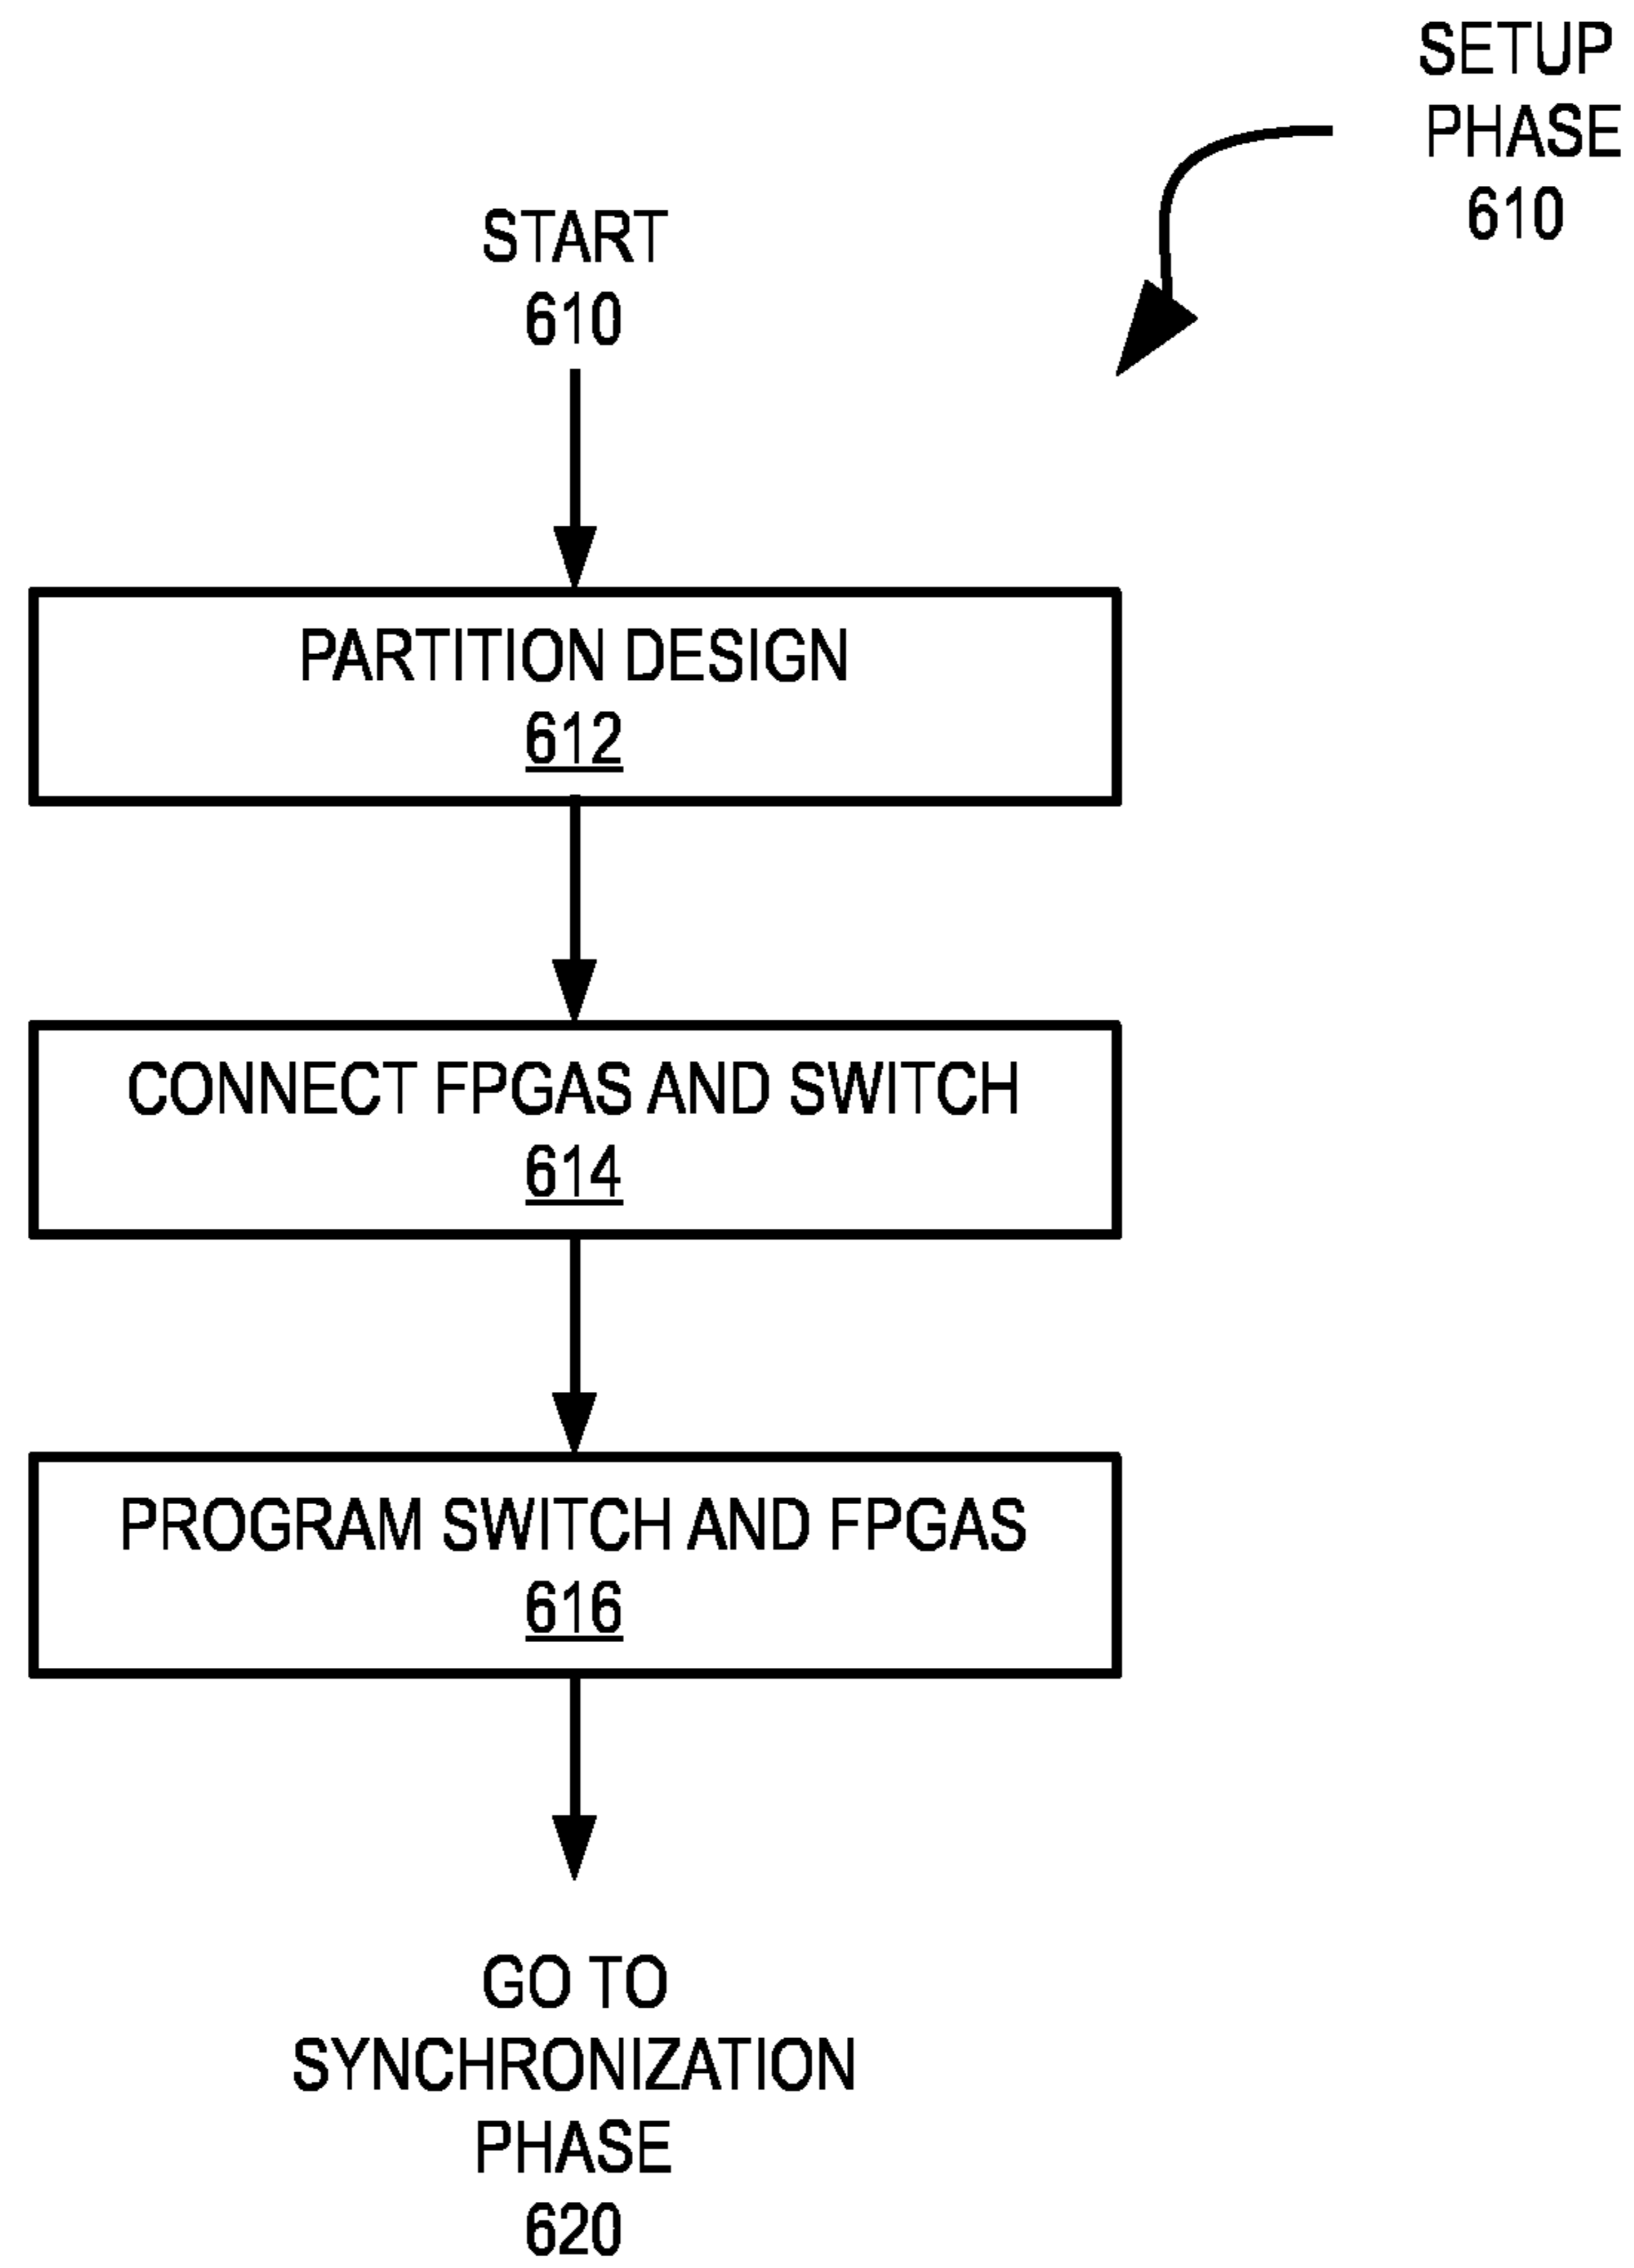 SETUP
PHASE
610
START
610
PARTITION DESIGN
612
CONNECT FPGAS AND SWITCH
614
PROGRAM SWITCH AND FPGAS
616
GO TO
SYNCHRONIZATION
PHASE
620